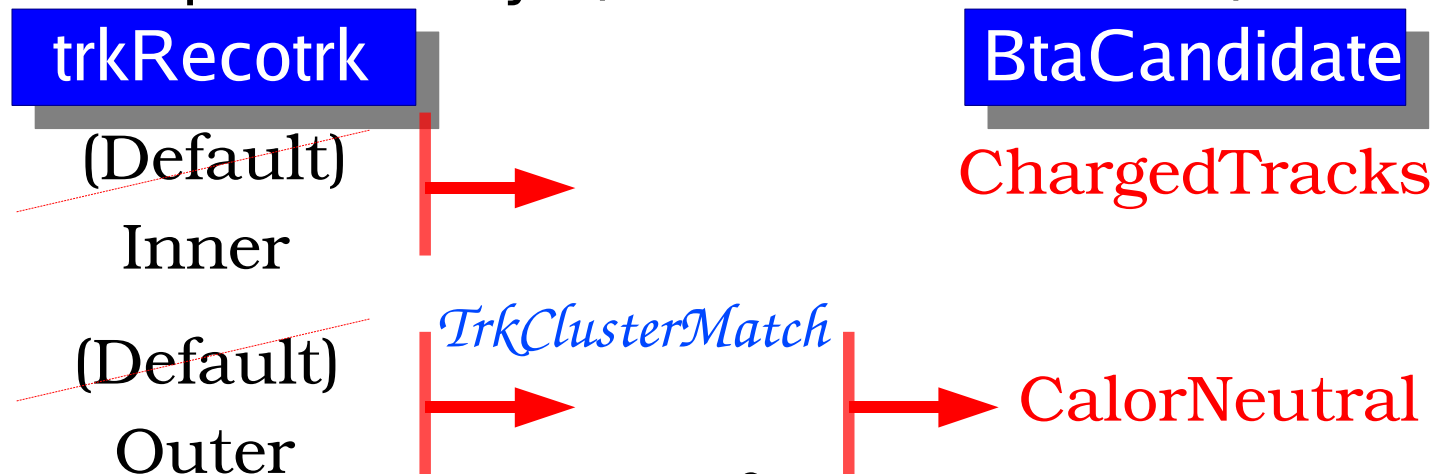 trkRecotrk
BtaCandidate
(Default)
ChargedTracks
Inner
TrkClusterMatch
(Default)
CalorNeutral
Outer